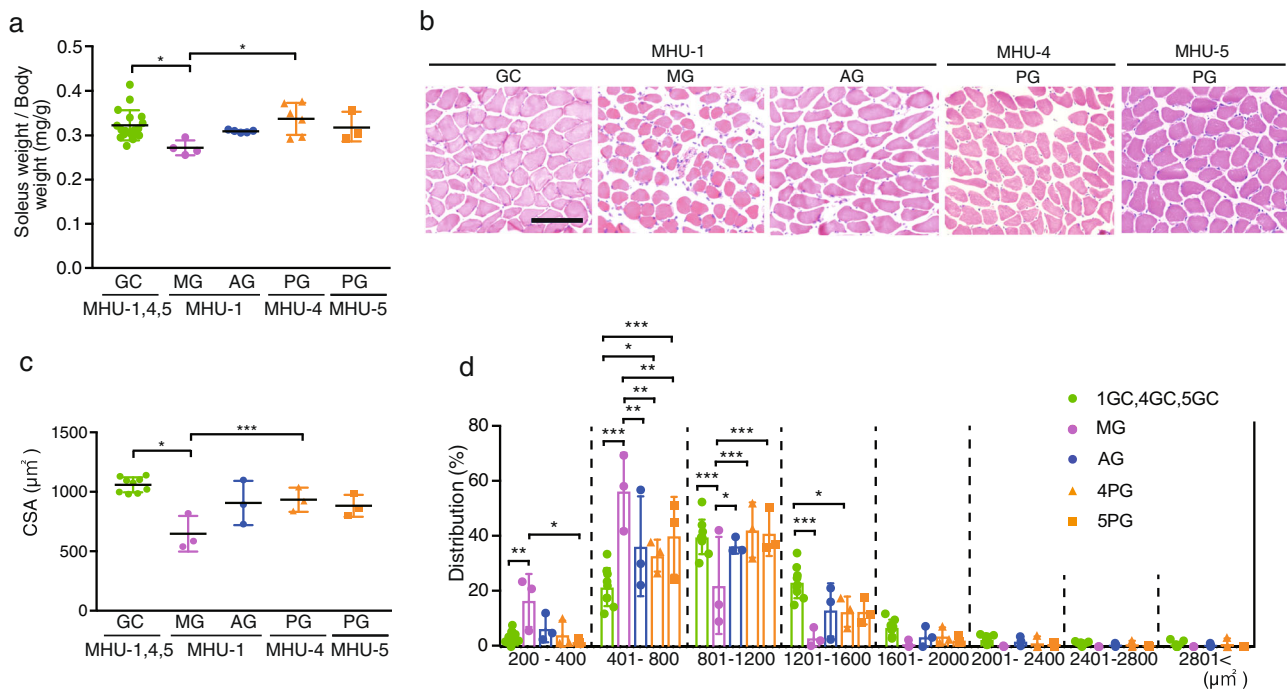 a
Soleus weight / Body
weight (mg/g)
0.5
0.4
0.3
0.2
0.1
0.0
*
*
GC MG AG PG PG
MHU-1,4,5 MHU-1 MHU-4 MHU-5
b
MHU-1 MHU-4 MHU-5
GC MG AG PG PG
c
CSA (μm²)
1500
1000
500
0
*
***
GC MG AG PG PG
MHU-1,4,5 MHU-1 MHU-4 MHU-5
d
Distribution (%)
80
60
40
20
0
**
*
***
*
**
**
**
***
***
***
*
***
*
***
200 - 400 401- 800 801-1200 1201-1600 1601- 2000 2001- 2400 2401-2800 2801<
(μm²)
1GC,4GC,5GC
MG
AG
4PG
5PG